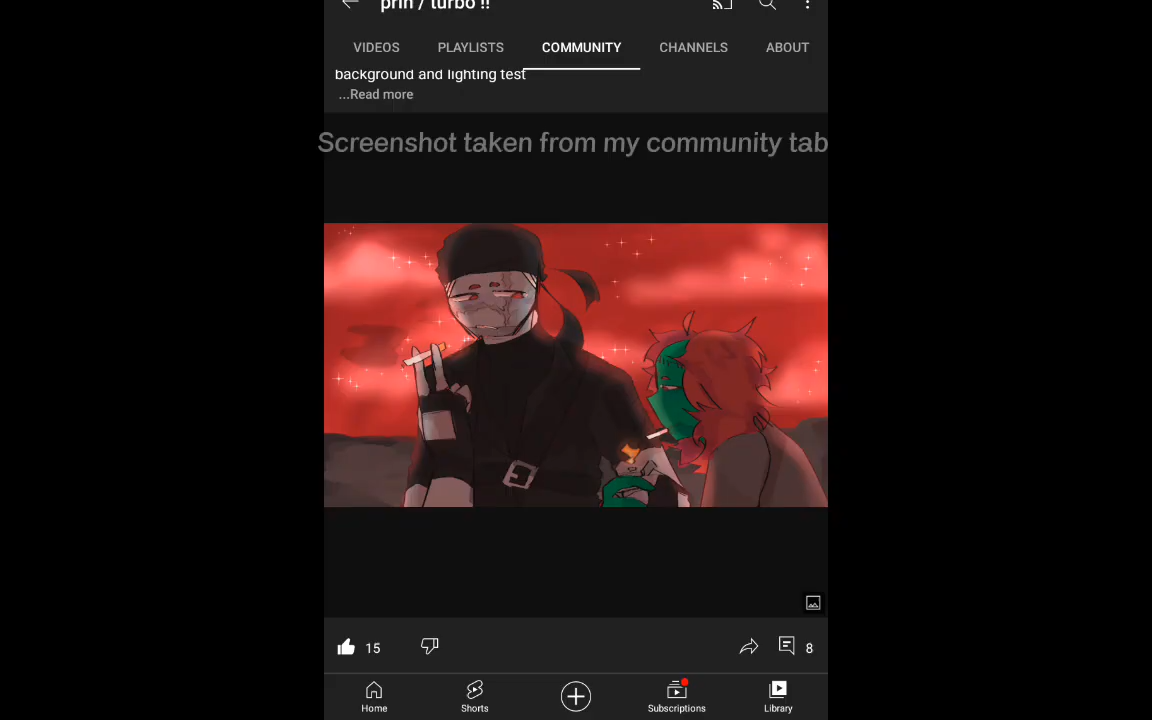 prin / turbo !!
VIDEOS PLAYLISTS COMMUNITY CHANNELS ABOUT
background and lighting test
...Read more
Screenshot taken from my community tab
15 8
Home Shorts Subscriptions Library